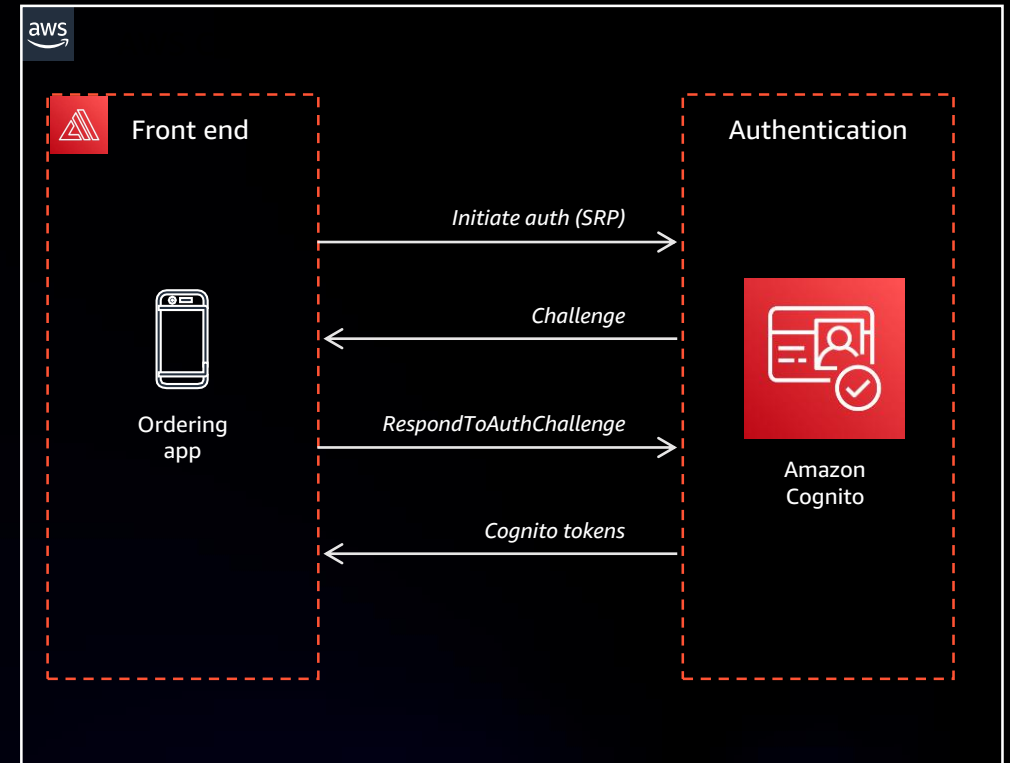 aws
Front end
Authentication
Initiate auth (SRP)
Challenge
Ordering
app
RespondToAuthChallenge
Amazon
Cognito
Cognito tokens